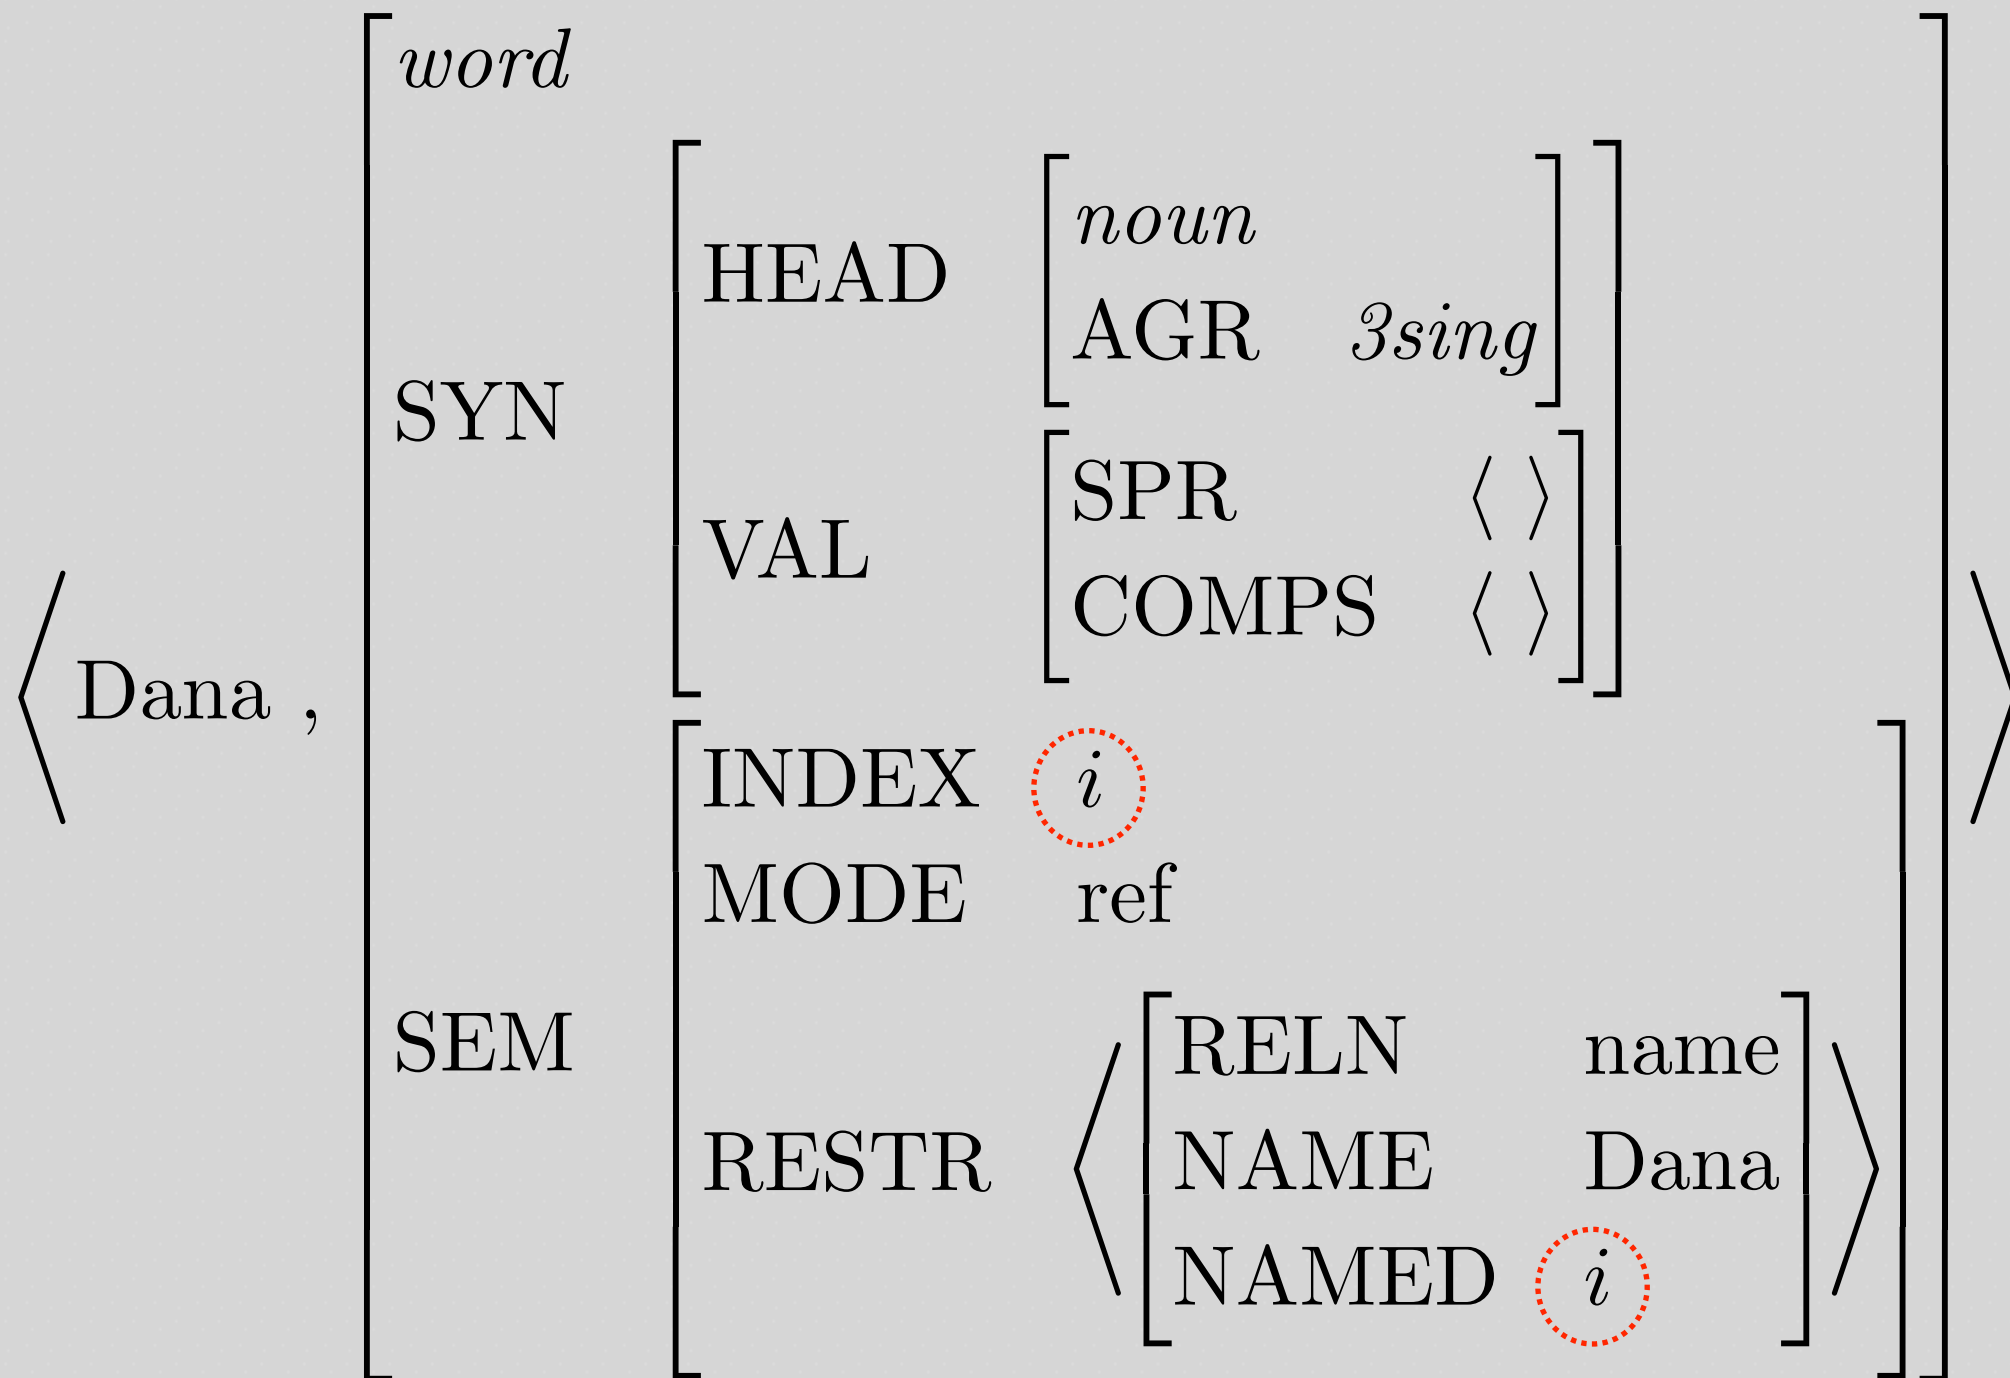 word
HEAD
noun
AGR 3sing
SYN
VAL
SPR ⟨ ⟩
COMPS ⟨ ⟩
⟨ Dana ,
⟩
INDEX i
MODE ref
SEM
RESTR
⟨
RELN name
NAME Dana
NAMED i
⟩